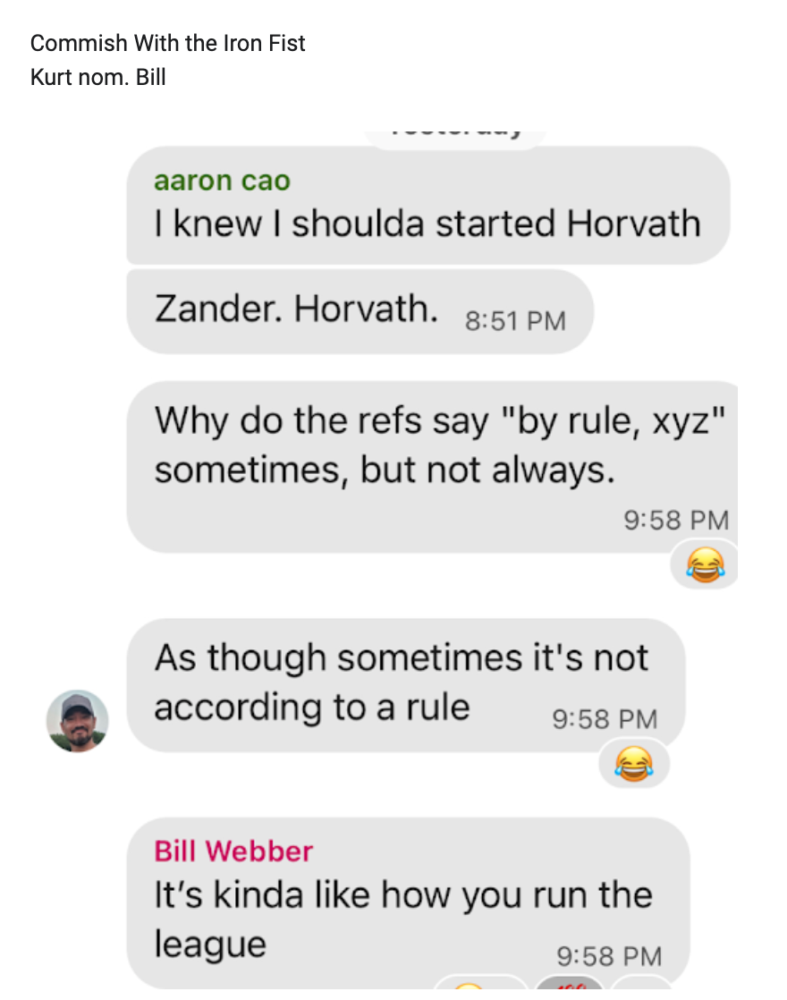 Commish With the Iron Fist
Kurt nom. Bill
aaron cao
I knew I shoulda started Horvath
Zander. Horvath. 8:51 PM
Why do the refs say "by rule, xyz"
sometimes, but not always.
9:58 PM
As though sometimes it's not
according to a rule 9:58 PM
Bill Webber
It's kinda like how you run the
league 9:58 PM